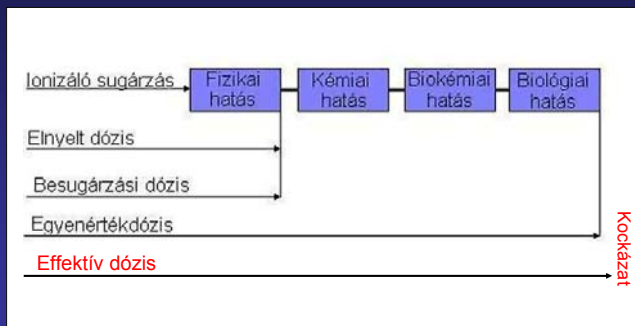 Ionizáló sugárzás
Fizikai
hatás
Kémiai
hatás
Biokémiai
hatás
Biológiai
hatás
Elnyelt dózis
Besugárzási dózis
Egyenértékdózis
Effektív dózis
Kockázat